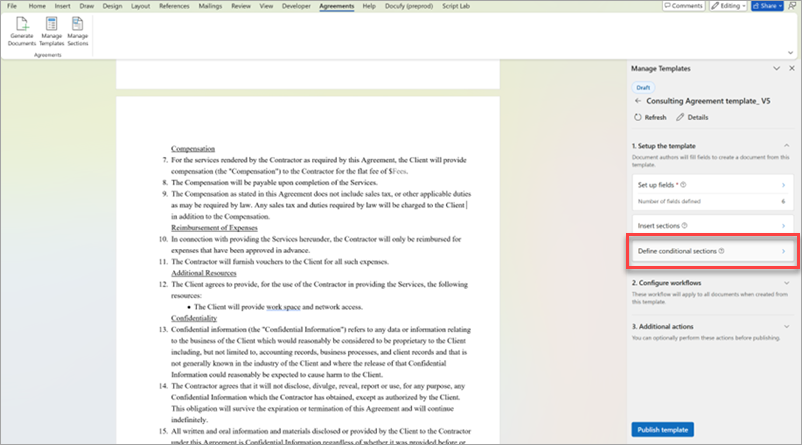 File Home Insert Draw Design Layout References Mailings Review View Developer Agreements Help Docufy (preprod) Script Lab Comments Editing Share
Generate Documents
Manage Templates
Manage Sections
Agreements
Compensation
7. For the services rendered by the Contractor as required by this Agreement, the Client will provide
compensation (the "Compensation") to the Contractor for the flat fee of $Fees.
8. The Compensation will be payable upon completion of the Services.
9. The Compensation as stated in this Agreement does not include sales tax, or other applicable duties
as may be required by law. Any sales tax and duties required by law will be charged to the Client
in addition to the Compensation.
Reimbursement of Expenses
10. In connection with providing the Services hereunder, the Contractor will only be reimbursed for
expenses that have been approved in advance.
11. The Contractor will furnish vouchers to the Client for all such expenses.
Additional Resources
12. The Client agrees to provide, for the use of the Contractor in providing the Services, the following
resources:
• The Client will provide work space and network access.
Confidentiality
13. Confidential information (the "Confidential Information") refers to any data or information relating
to the business of the Client which would reasonably be considered to be proprietary to the Client
including, but not limited to, accounting records, business processes, and client records and that is
not generally known in the industry of the Client and where the release of that Confidential
Information could reasonably be expected to cause harm to the Client.
14. The Contractor agrees that it will not disclose, divulge, reveal, report or use, for any purpose, any
Confidential Information which the Contractor has obtained, except as authorized by the Client.
This obligation will survive the expiration or termination of this Agreement and will continue
indefinitely.
15. All written and oral information and materials disclosed or provided by the Client to the Contractor
under this Agreement is Confidential Information regardless of whether it was provided before or
Manage Templates
Draft
Consulting Agreement template_ V5
Refresh Details
1. Setup the template
Document authors will fill fields to create a document from this
template.
Set up fields *
Number of fields defined 6
Insert sections
Define conditional sections
2. Configure workflows
These workflow will apply to all documents when created from
this template.
3. Additional actions
You can optionally perform these actions before publishing.
Publish template